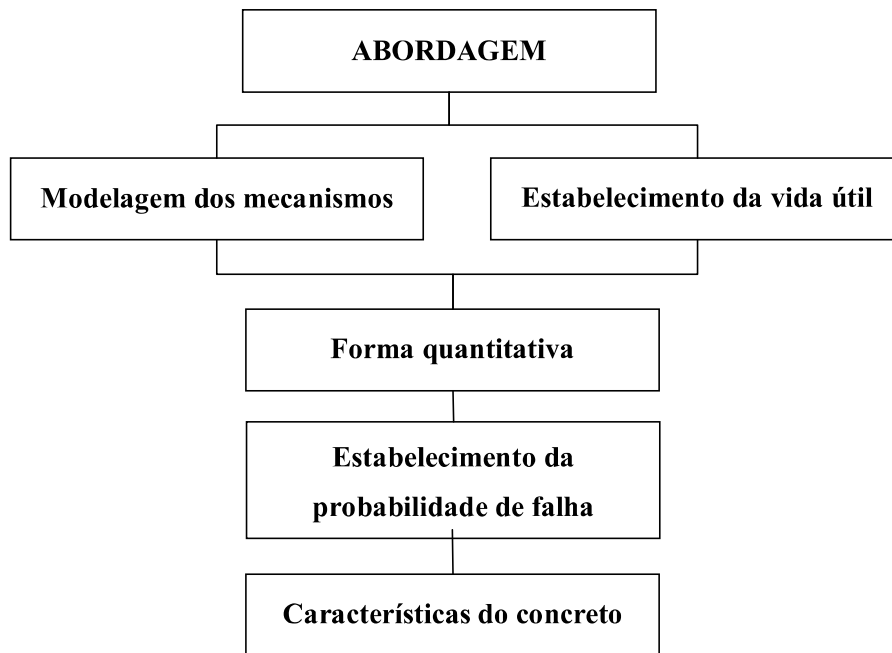 ABORDAGEM
Modelagem dos mecanismos
Estabelecimento da vida útil
Forma quantitativa
Estabelecimento da
probabilidade de falha
Características do concreto